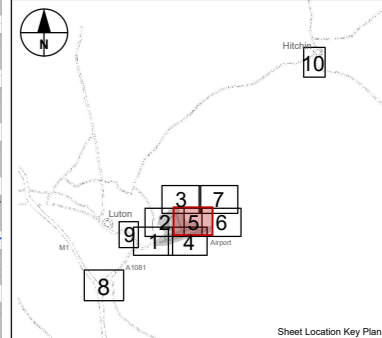 N
Hitchin
10
3 7
Luton
2 5 6
9
1 4
Airport
M1
A1081
8
Sheet Location Key Plan